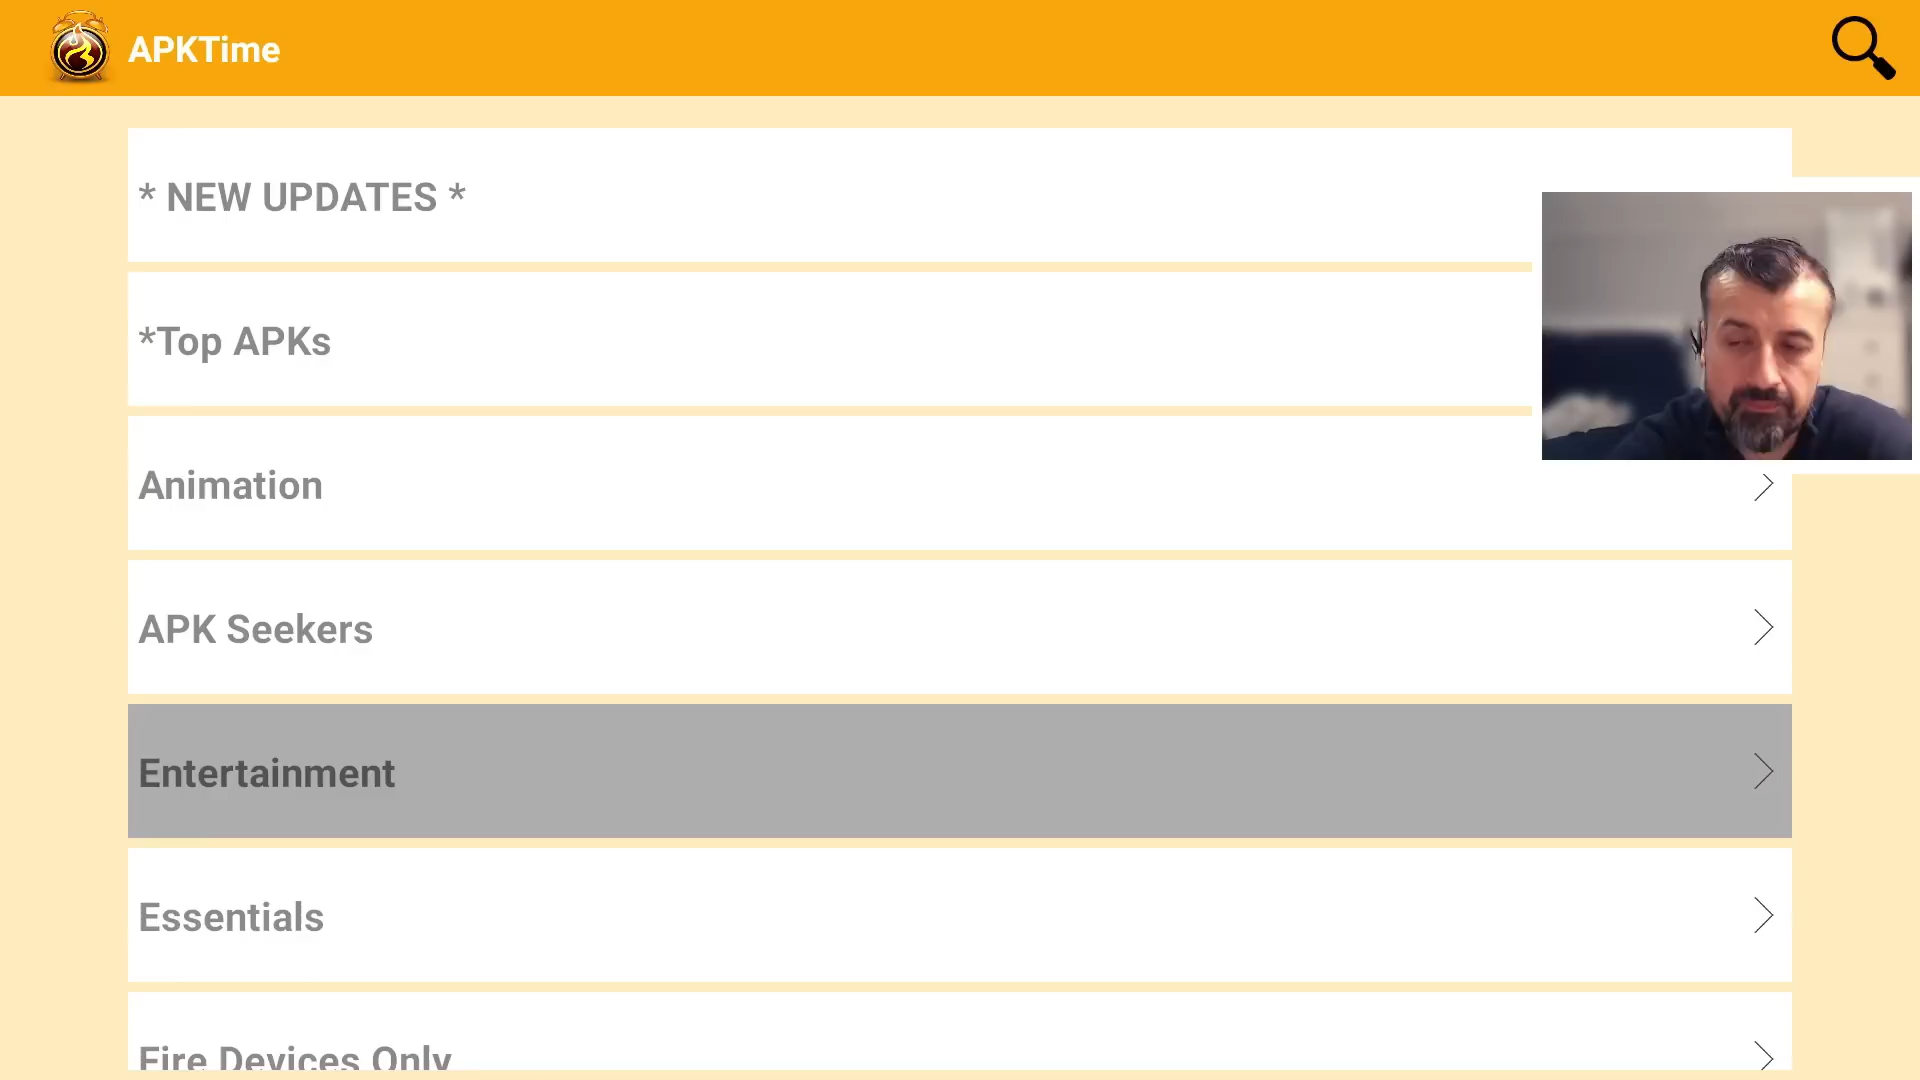 APKTime
* NEW UPDATES *
*Top APKs
Animation
APK Seekers
Entertainment
Essentials
Fire Devices Only